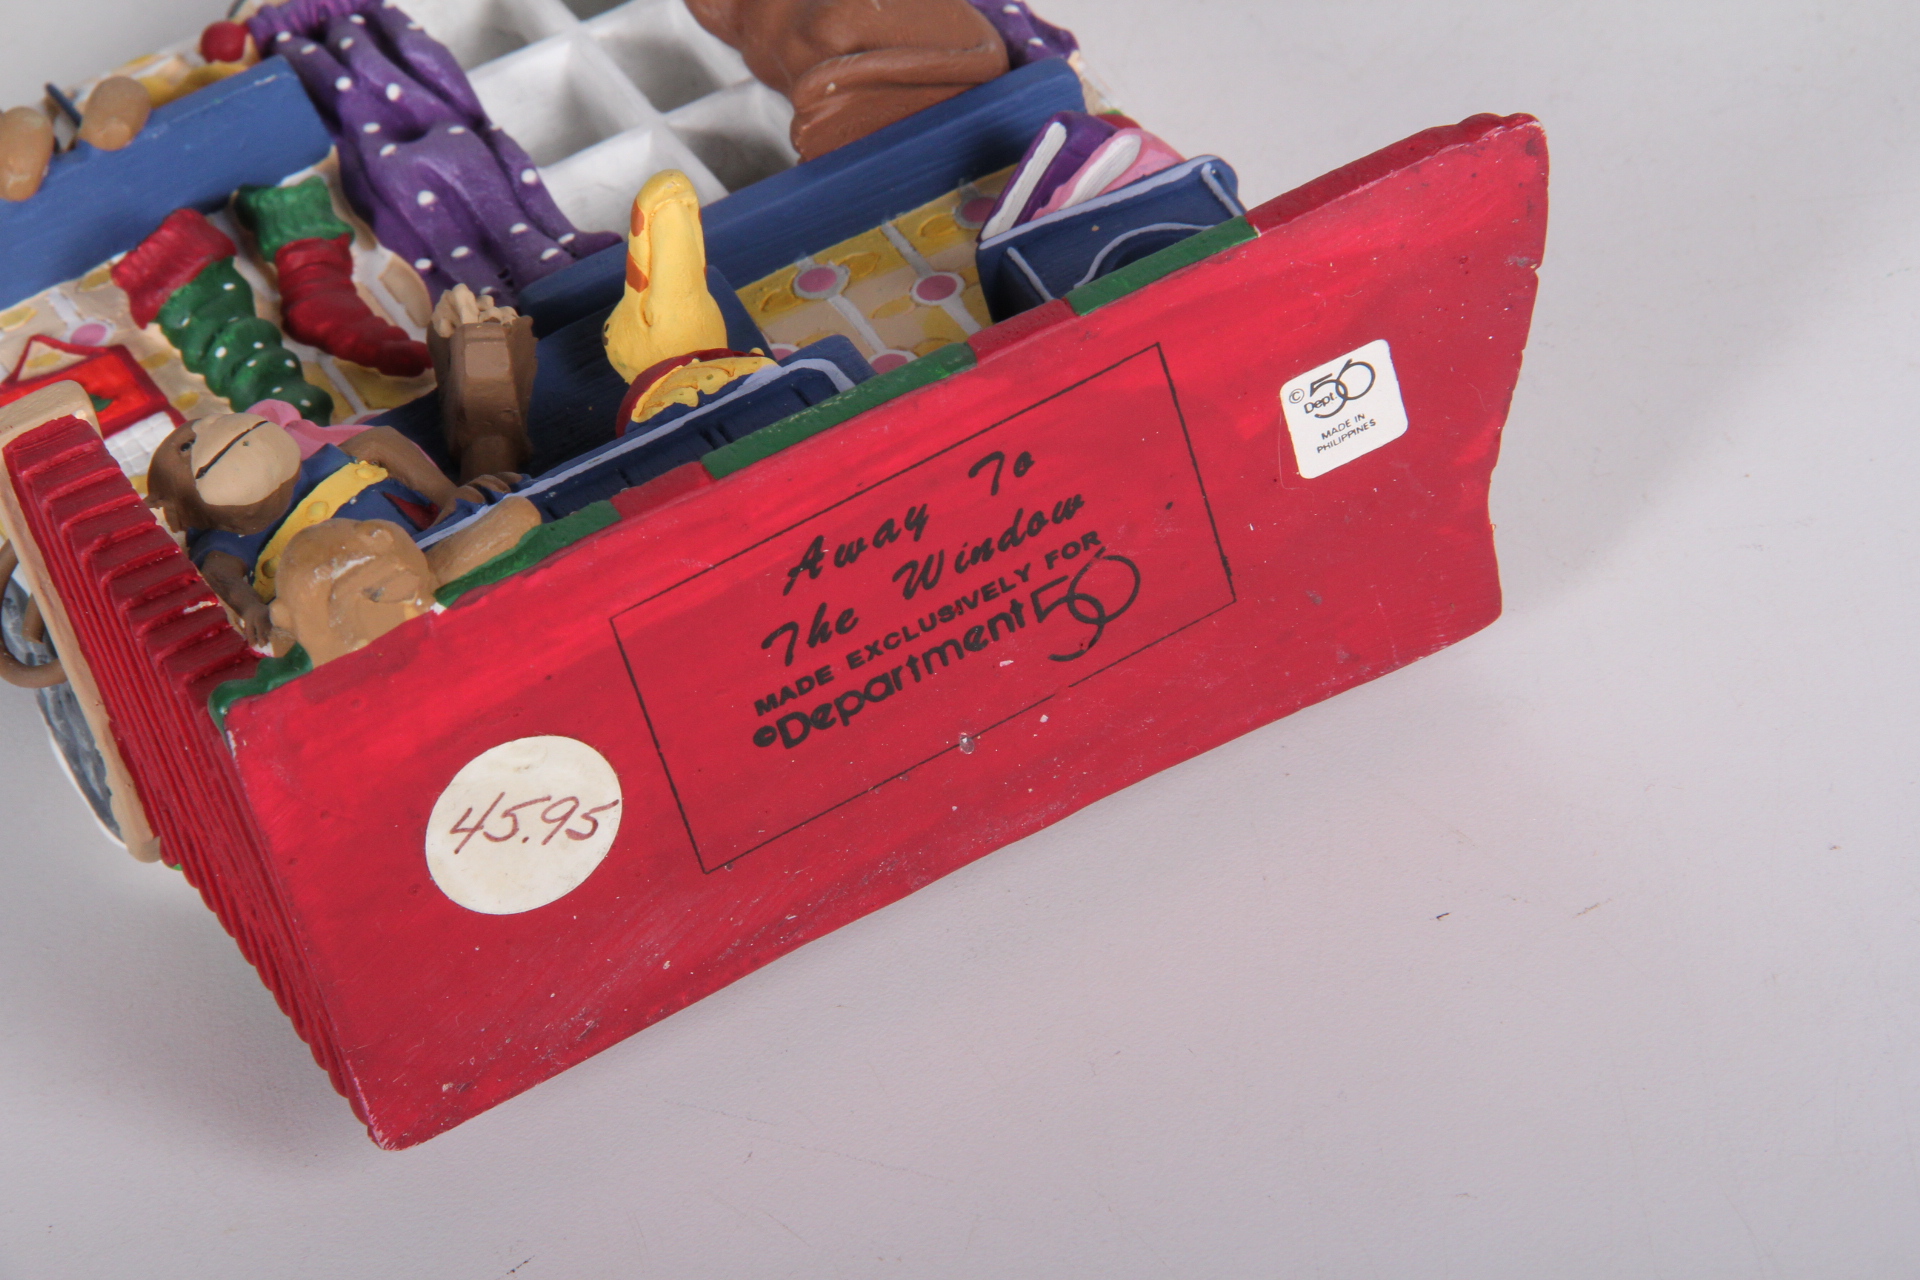 Away To
The Window
MADE EXCLUSIVELY FOR
©Department 56
© Dept. 56
MADE IN
PHILIPPINES
45.95